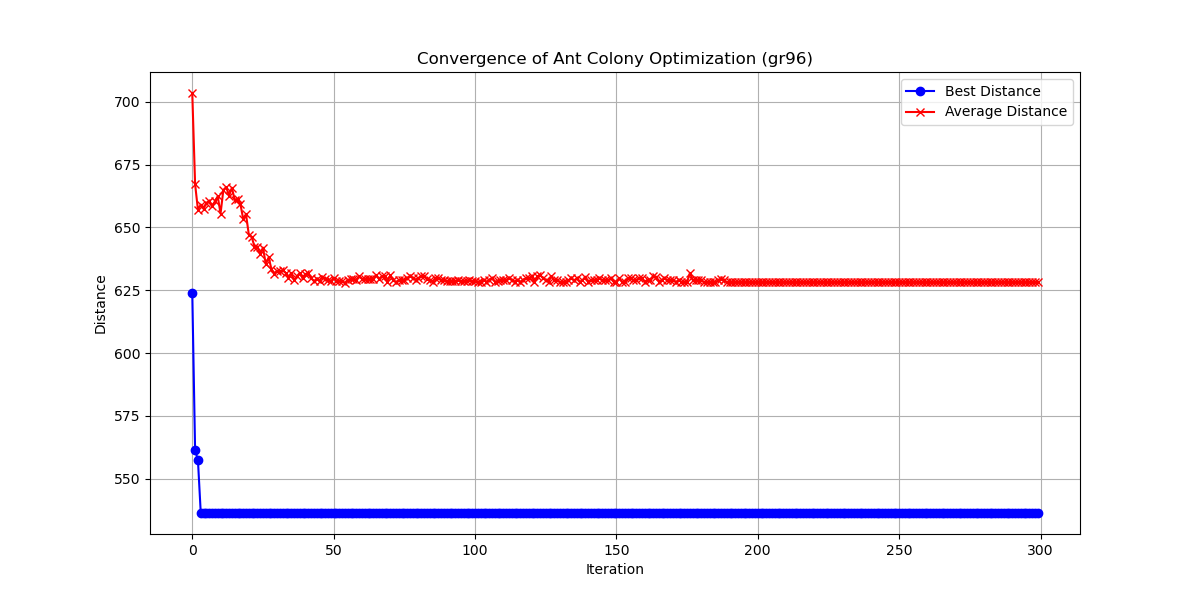 Convergence of Ant Colony Optimization (gr96)
Best Distance
Average Distance
700
675
650
625
600
575
550
Distance
0 50 100 150 200 250 300
Iteration